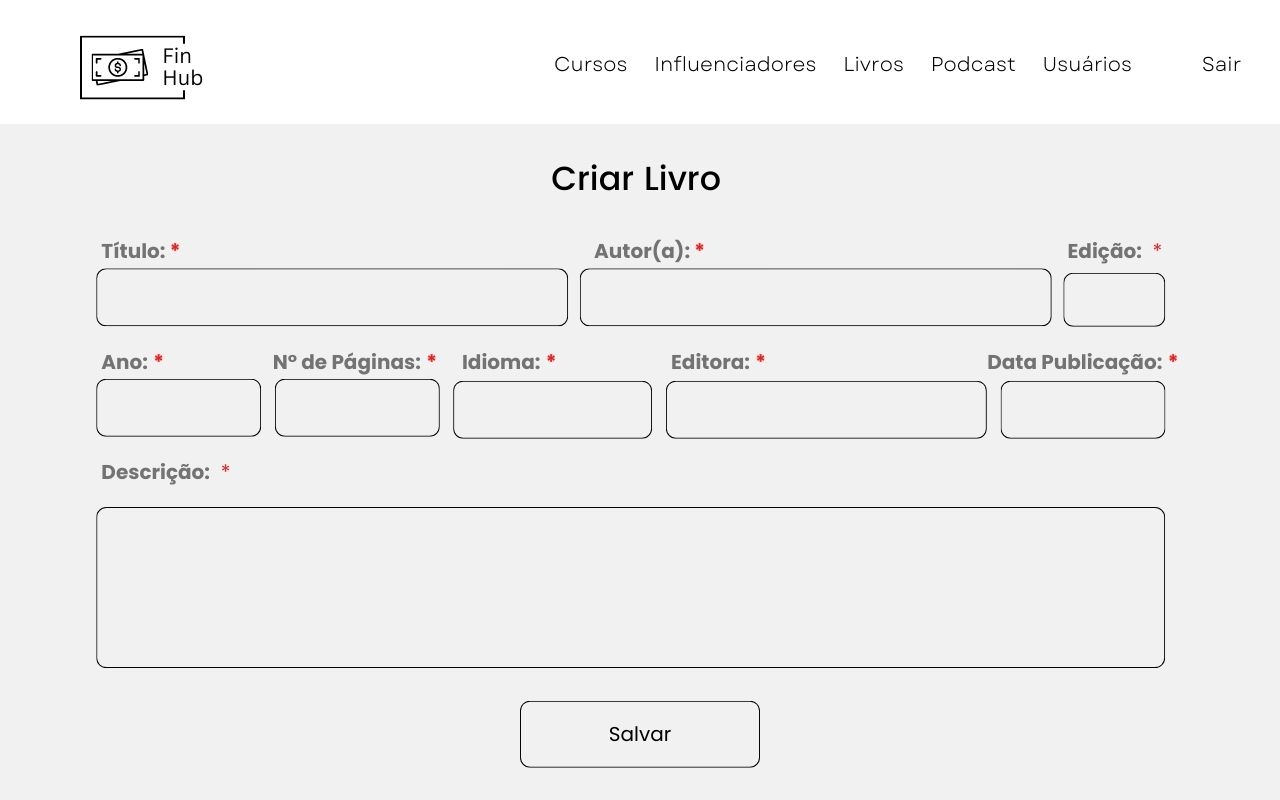 Fin
Hub
Cursos Influenciadores Livros Podcast Usuários Sair
Criar Livro
Título: * Autor(a): * Edição: *
Ano: * Nº de Páginas: * Idioma: * Editora: * Data Publicação: *
Descrição: *
Salvar